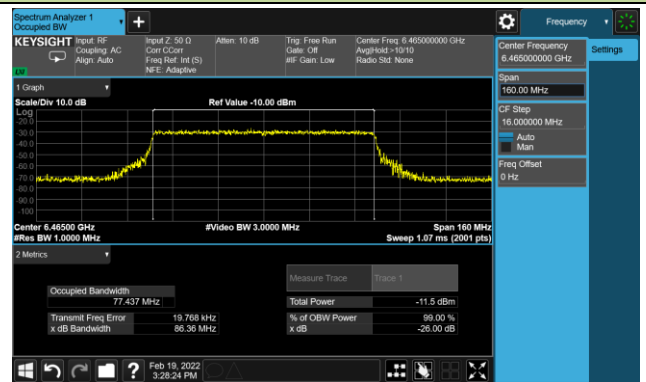 Spectrum Analyzer 1
Occupied BW
Frequency
KEYSIGHT
Input: RF
Coupling: AC
Align: Auto
Input Z: 50 Ω
Corr CCorr
Freq Ref: Int (S)
NFE: Adaptive
Atten: 10 dB
Trig: Free Run
Gate: Off
#IF Gain: Low
Center Freq: 6.465000000 GHz
Avg|Hold:>10/10
Radio Std: None
Center Frequency
6.465000000 GHz
Settings
Span
160.00 MHz
CF Step
16.000000 MHz
Auto
Man
Freq Offset
0 Hz
1 Graph
Scale/Div 10.0 dB
Ref Value -10.00 dBm
Log
-20.0
-30.0
-40.0
-50.0
-60.0
-70.0
-80.0
-90.0
-100
Center 6.46500 GHz
#Video BW 3.0000 MHz
Span 160 MHz
#Res BW 1.0000 MHz
Sweep 1.07 ms (2001 pts)
2 Metrics
Measure Trace
Trace 1
Occupied Bandwidth
77.437 MHz
Total Power
-11.5 dBm
Transmit Freq Error
19.768 kHz
% of OBW Power
99.00 %
x dB Bandwidth
86.36 MHz
x dB
-26.00 dB
Feb 19, 2022
3:28:24 PM